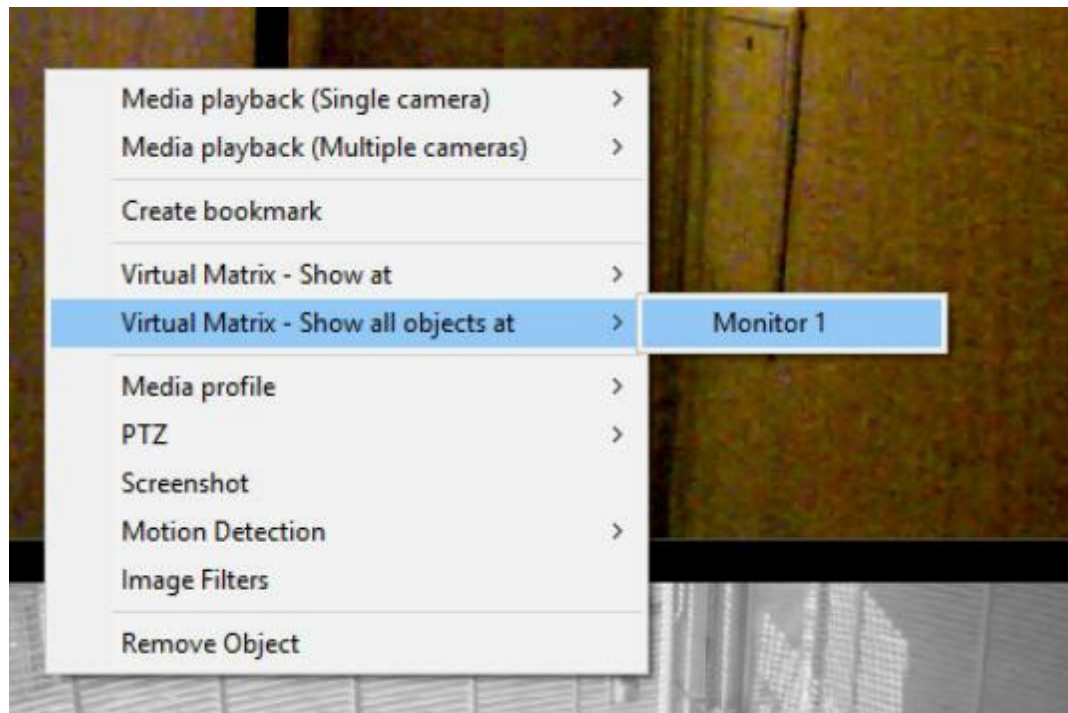 Media playback (Single camera)
Media playback (Multiple cameras)
Create bookmark
Virtual Matrix - Show at
Virtual Matrix - Show all objects at
Monitor 1
Media profile
PTZ
Screenshot
Motion Detection
Image Filters
Remove Object